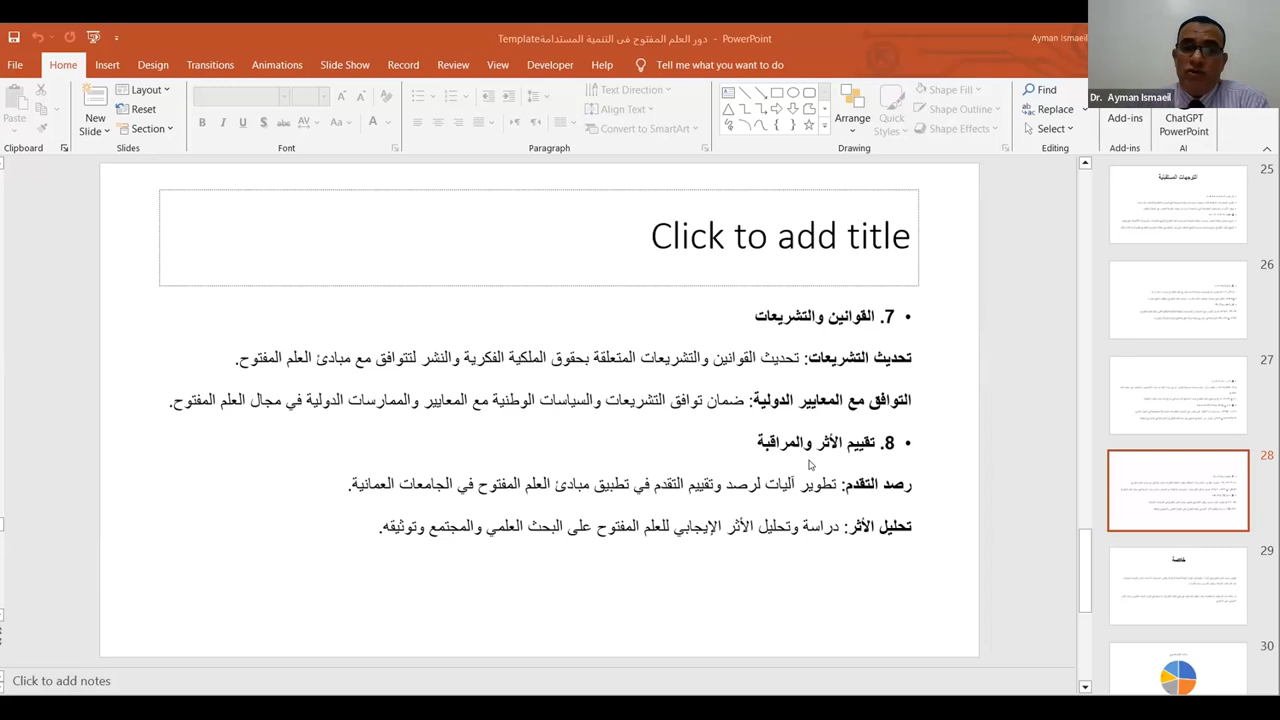 Templateدور العلم المفتوح في التنمية المستدامة - PowerPoint
Ayman Ismaeil
File Home Insert Design Transitions Animations Slide Show Record Review View Developer Help Tell me what you want to do
Paste
Clipboard
New Slide
Layout
Reset
Section
Slides
Font
Text Direction
Align Text
Convert to SmartArt
Paragraph
Arrange
Quick Styles
Shape Fill
Shape Outline
Shape Effects
Drawing
Find
Replace
Select
Editing
Add-ins
Add-ins
ChatGPT PowerPoint
AI
Dr. Ayman Ismaeil
Click to add title
• 7. القوانين والتشريعات
تحديث التشريعات: تحديث القوانين والتشريعات المتعلقة بحقوق الملكية الفكرية والنشر لتتوافق مع مبادئ العلم المفتوح.
التوافق مع المعايير الدولية: ضمان توافق التشريعات والسياسات الوطنية مع المعايير والممارسات الدولية في مجال العلم المفتوح.
• 8. تقييم الأثر والمراقبة
رصد التقدم: تطوير آليات لرصد وتقييم التقدم في تطبيق مبادئ العلم المفتوح في الجامعات العمانية.
تحليل الأثر: دراسة وتحليل الأثر الإيجابي للعلم المفتوح على البحث العلمي والمجتمع وتوثيقه.
25
التوجهات المستقبلية
26
27
28
29
خلاصة
30
Click to add notes